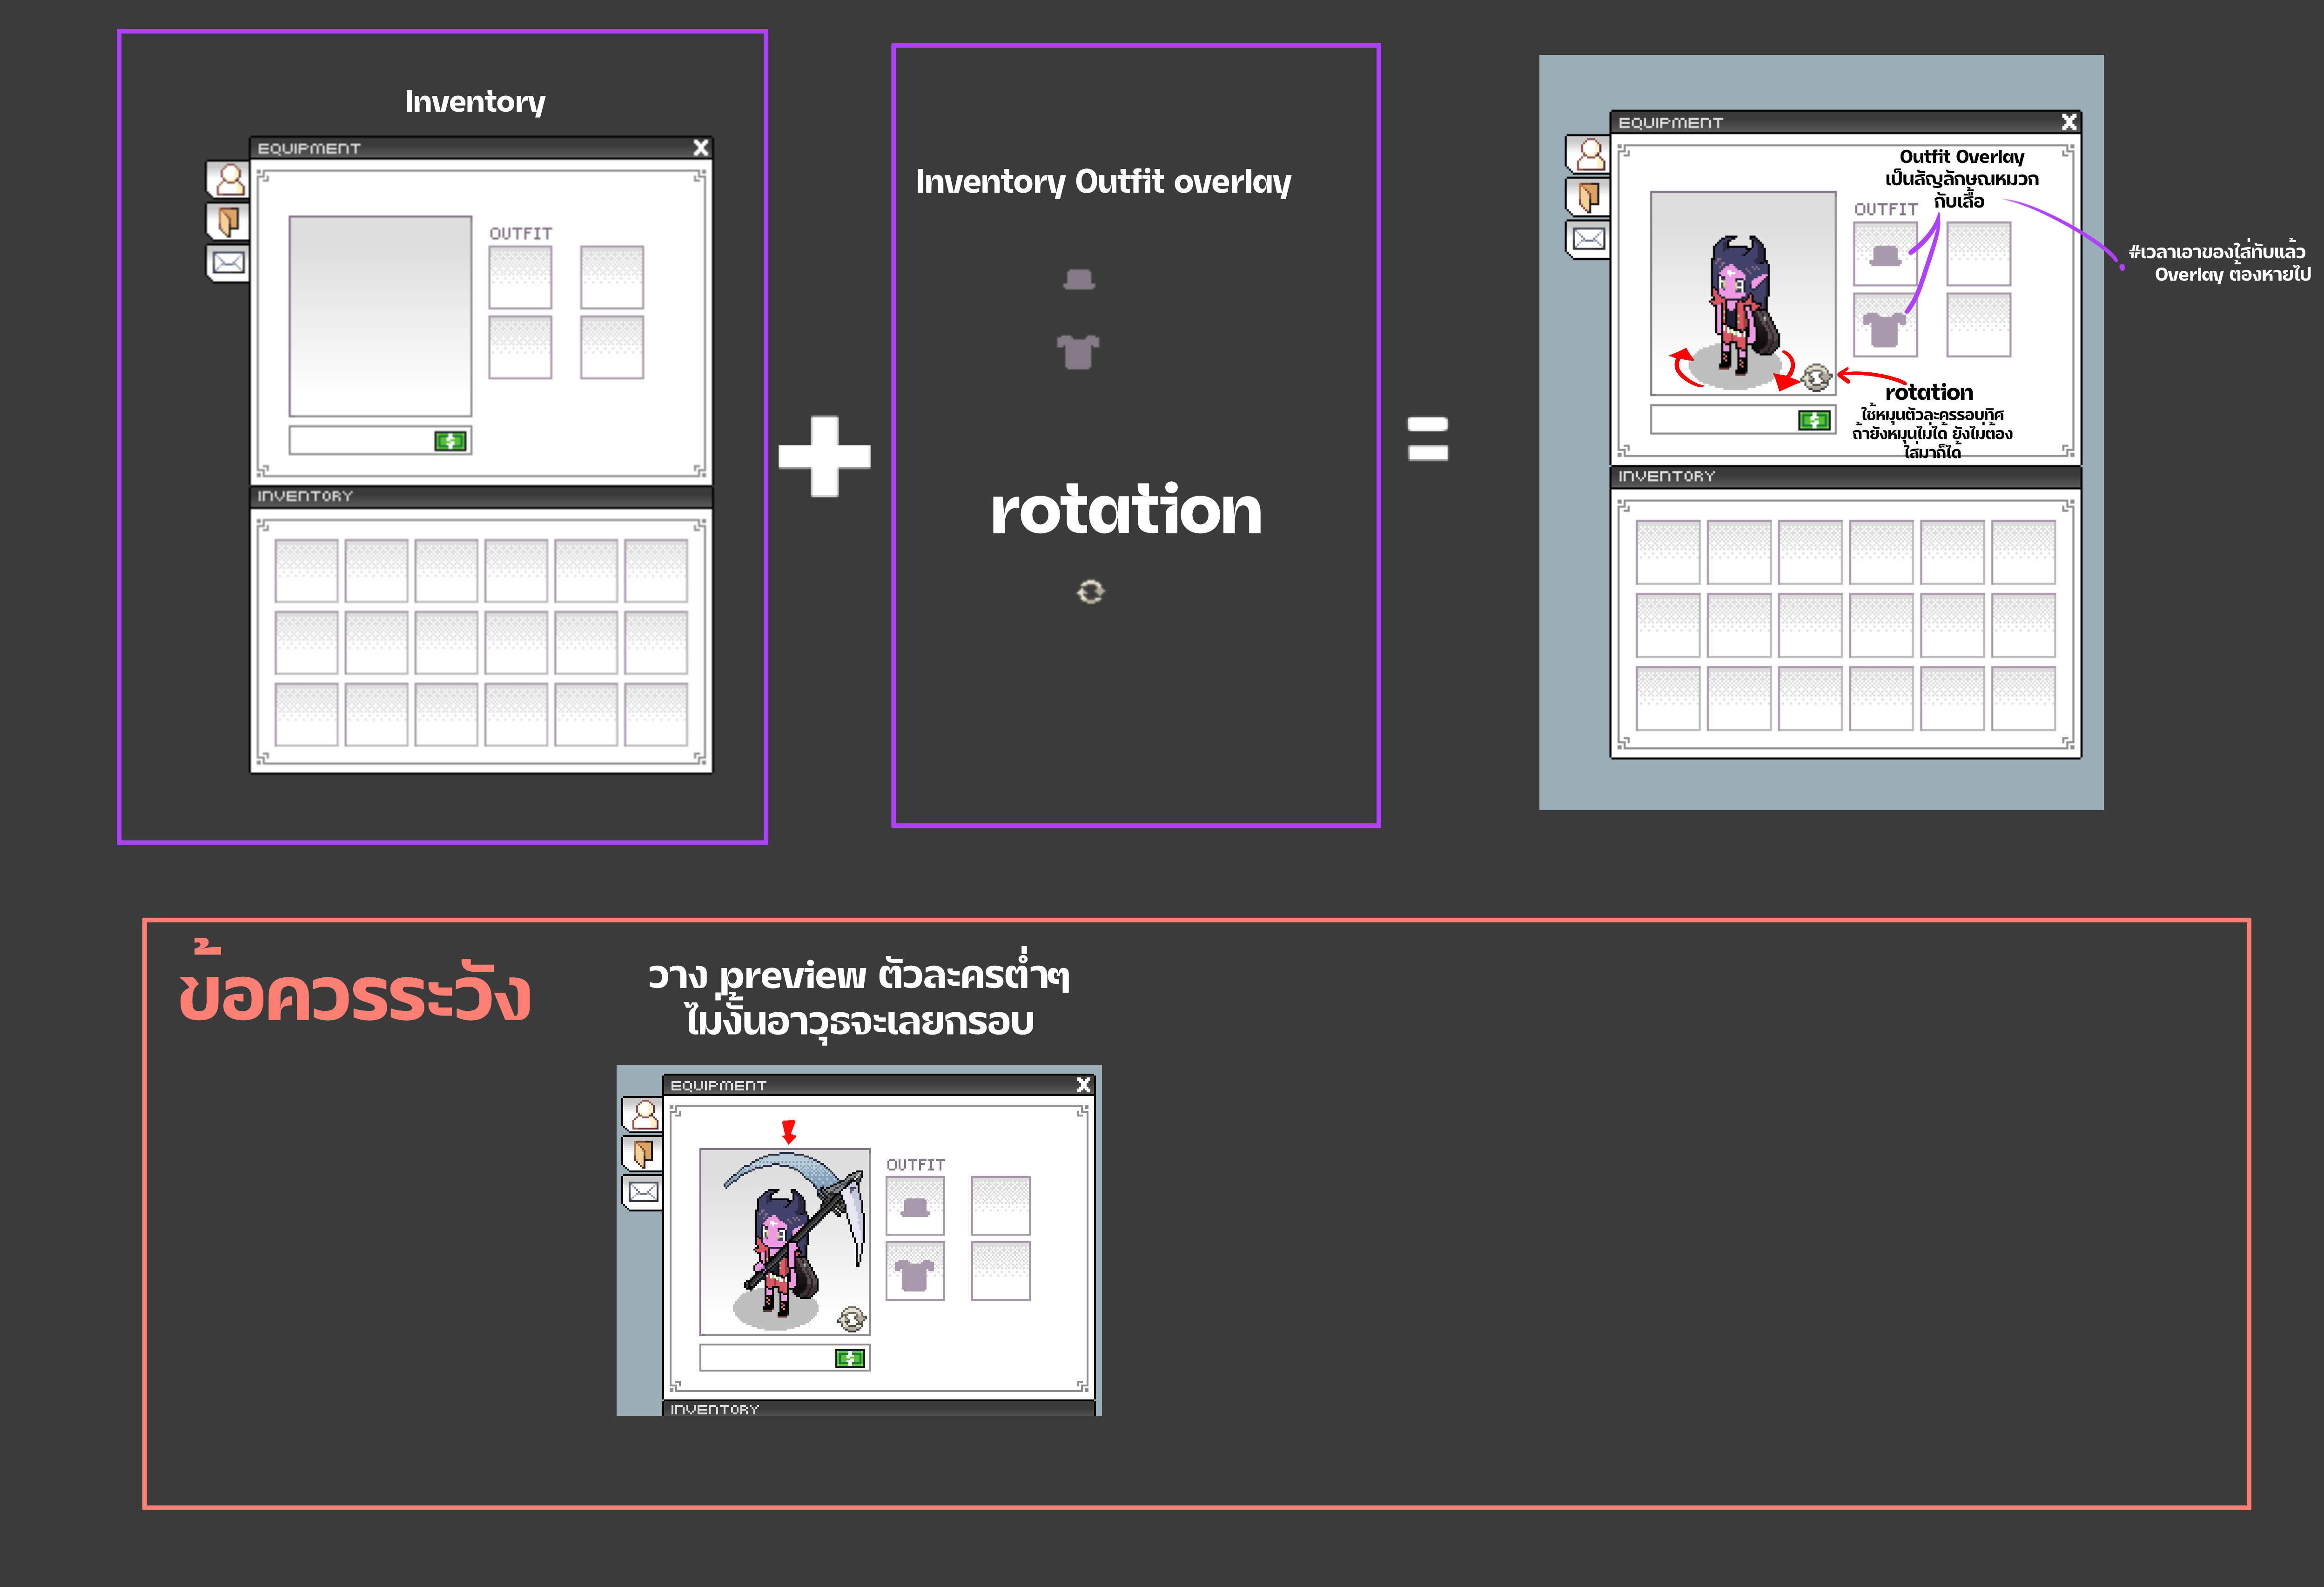 Inventory
EQUIPMENT
X
OUTFIT
INVENTORY
Inventory Outfit overlay
rotation
EQUIPMENT
X
Outfit Overlay
เป็นสัญลักษณหมวก
กับเสื้อ
OUTFIT
#เวลาเอาของใส่ทับแล้ว
Overlay ต้องหายไป
rotation
ใช้หมุนตัวละครรอบทิศ
ถ้ายังหมุนไม่ได้ ยังไม่ต้อง
ใส่มาก็ได้
INVENTORY
ข้อควรระวัง
วาง preview ตัวละครต่ำๆ
ไม่งั้นอาวุธจะเลยกรอบ
EQUIPMENT
X
OUTFIT
INVENTORY